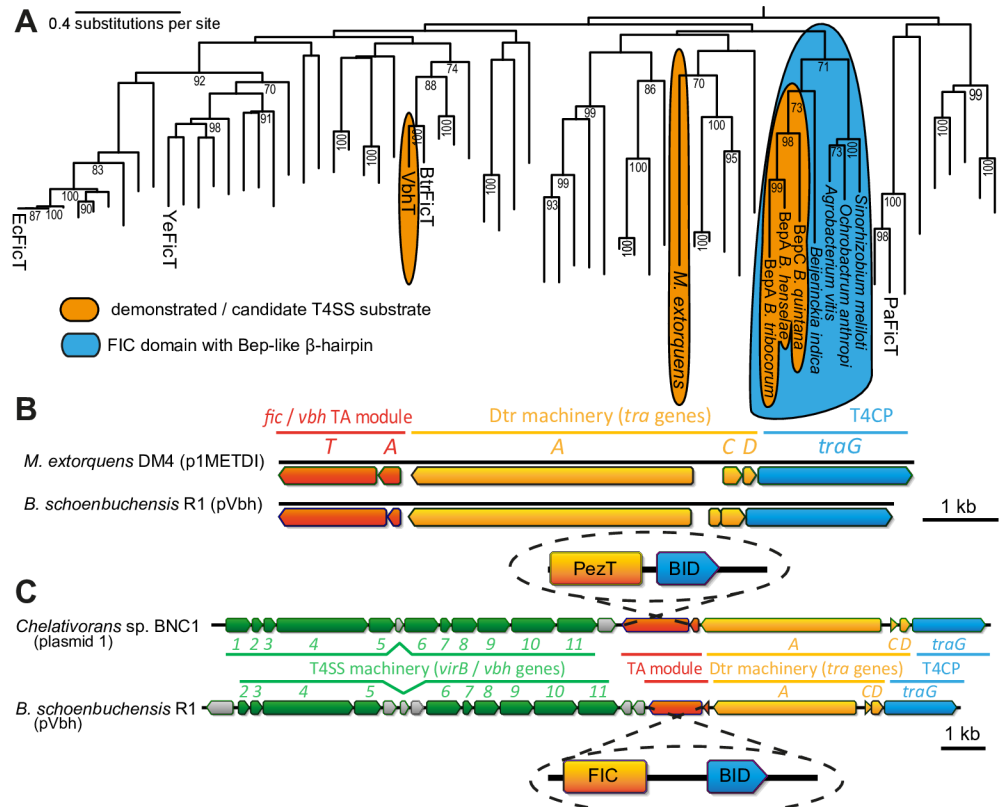 A
0.4 substitutions per site
92
70
98
91
83
100
87
100
90
EcFicT
YeFicT
100
100
74
88
100
100
VbhT
BtrFicT
100
99
99
93
86
100
100
70
100
95
100
M. extorquens
71
73
98
99
73
100
BepA B. tribocorum
BepA B. henselae
BepC B. quintana
Beijerinckia indica
Agrobacterium vitis
Ochrobactrum anthropi
Sinorhizobium meliloti
100
98
PaFicT
99
100
100
demonstrated / candidate T4SS substrate
FIC domain with Bep-like β-hairpin
B
fic / vbh TA module
Dtr machinery (tra genes)
T4CP
T A A C D traG
M. extorquens DM4 (p1METDI)
B. schoenbuchensis R1 (pVbh)
1 kb
PezT BID
C
Chelativorans sp. BNC1
(plasmid 1)
1 2 3 4 5 6 7 8 9 10 11 A C D traG
T4SS machinery (virB / vbh genes) TA module Dtr machinery (tra genes) T4CP
2 3 4 5 6 7 8 9 10 11 A C D traG
B. schoenbuchensis R1
(pVbh)
1 kb
FIC BID